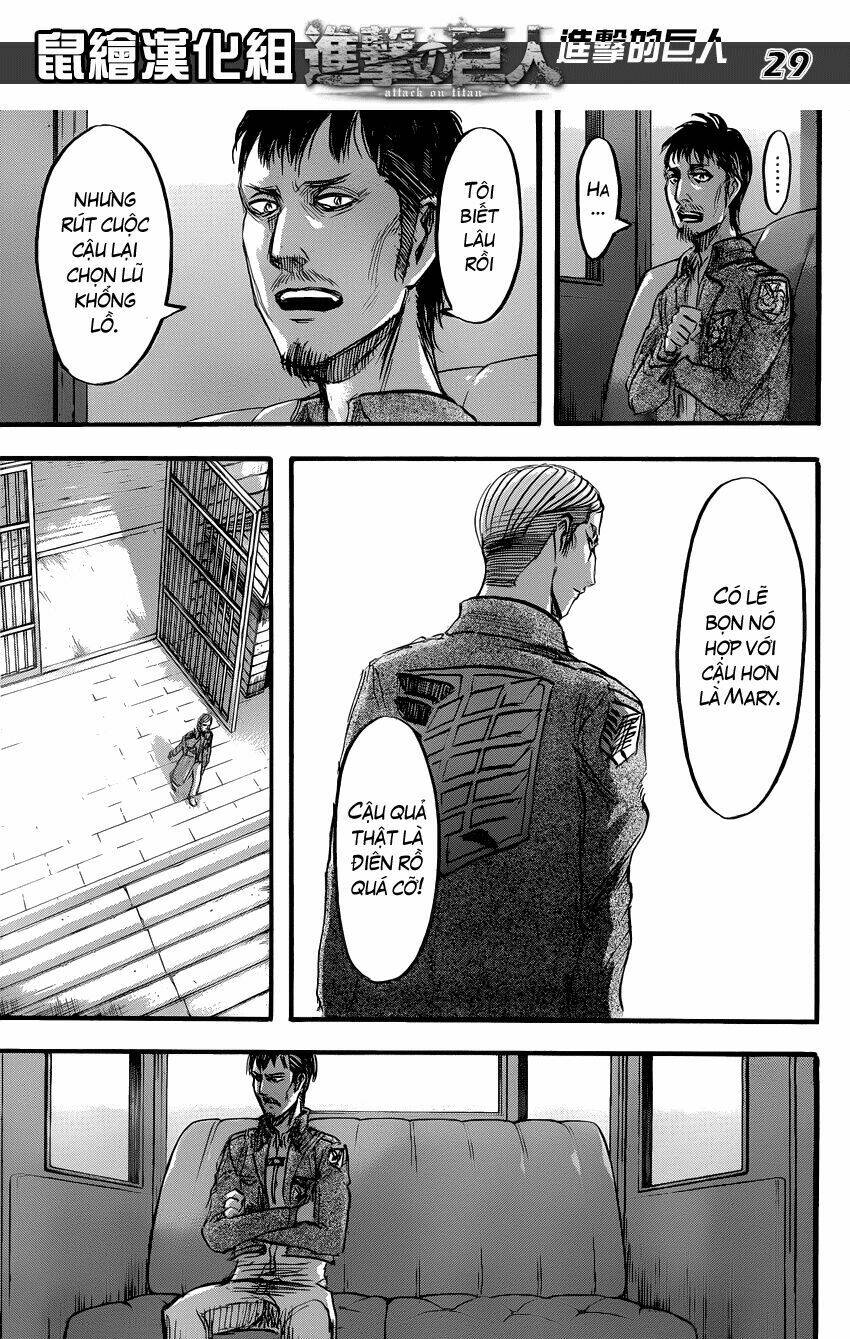 鼠繪漢化組
進撃の巨人
attack on titan
進擊的巨人
29
......
HA
...
TÔI
BIẾT
LÂU
RỒI
NHƯNG
RÚT CUỘC
CẬU LẠI
CHỌN LŨ
KHỔNG
LỒ.
CÓ LẼ
BỌN NÓ
HỢP VỚI
CẬU HƠN
LÀ MARY.
CẬU QUẢ
THẬT LÀ
ĐIÊN RỒ
QUÁ CỠ!